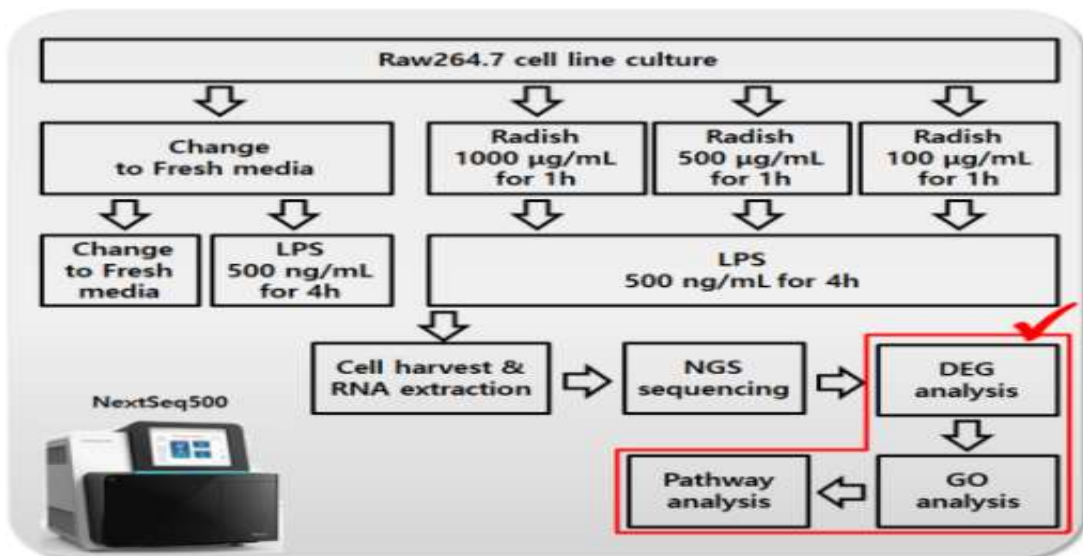 Raw264.7 cell line culture
Change
to Fresh media
Radish
1000 μg/mL
for 1h
Radish
500 μg/mL
for 1h
Radish
100 μg/mL
for 1h
Change
to Fresh
media
LPS
500 ng/mL
for 4h
LPS
500 ng/mL for 4h
Cell harvest &
RNA extraction
NGS
sequencing
DEG
analysis
NextSeq500
Pathway
analysis
GO
analysis